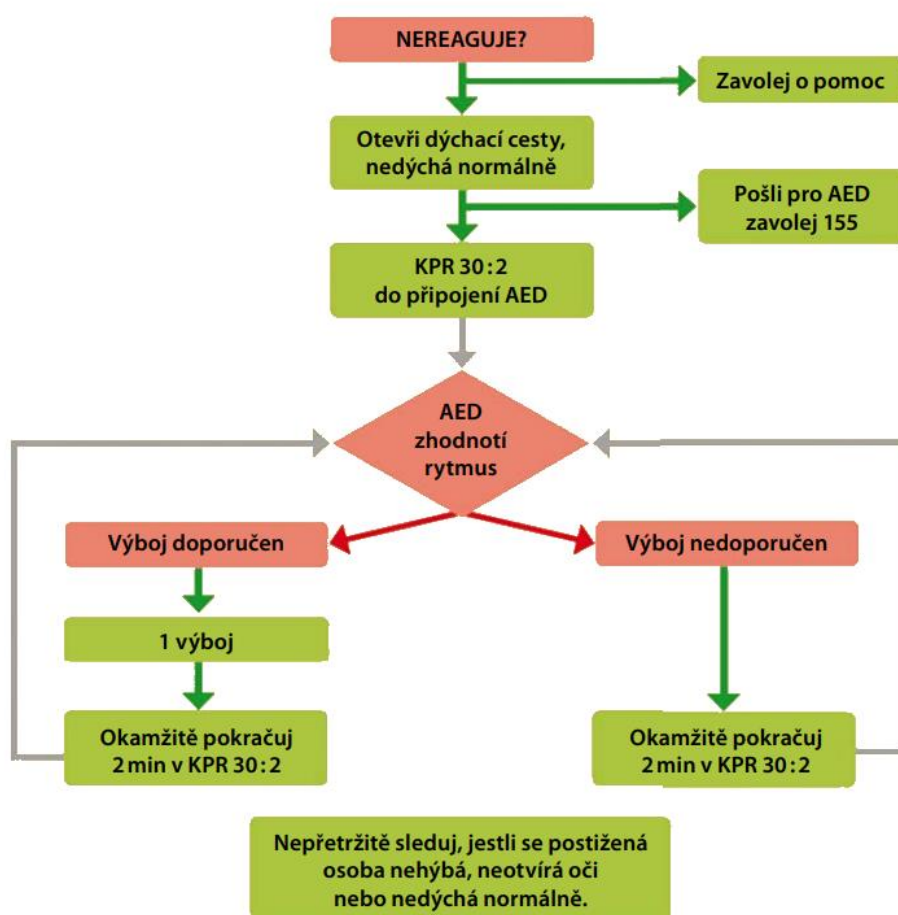 NEREAGUJE?
Zavolej o pomoc
Otevři dýchací cesty,
nedýchá normálně
Pošli pro AED
zavolej 155
KPR 30 : 2
do připojení AED
AED
zhodnotí
rytmus
Výboj doporučen
Výboj nedoporučen
1 výboj
Okamžitě pokračuj
2 min v KPR 30 : 2
Okamžitě pokračuj
2 min v KPR 30 : 2
Nepřetržitě sleduj, jestli se postižená
osoba nehýbá, neotvírá oči
nebo nedýchá normálně.